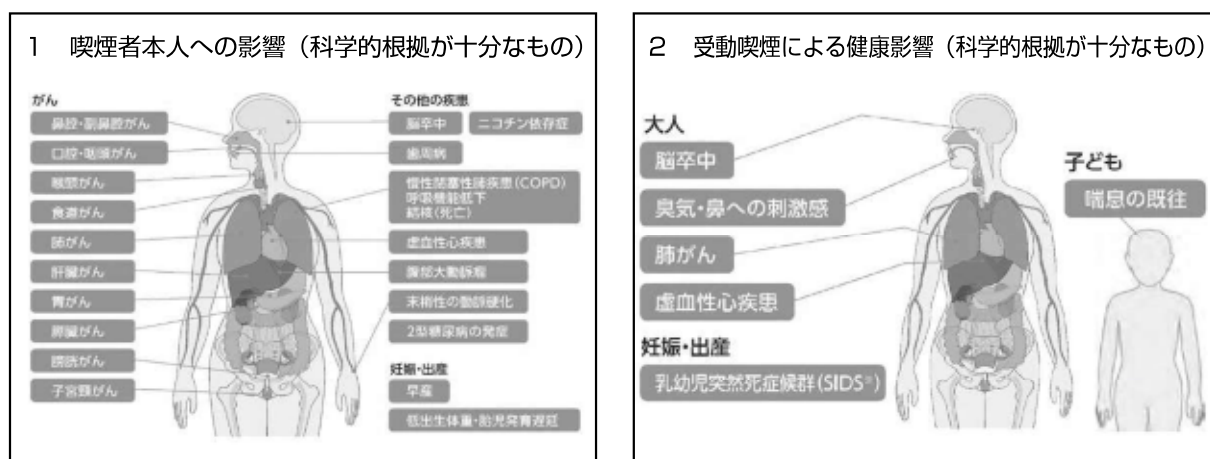 1 喫煙者本人への影響（科学的根拠が十分なもの）
がん
鼻腔・副鼻腔がん
口腔・咽頭がん
喉頭がん
食道がん
肺がん
肝臓がん
胃がん
膵臓がん
膀胱がん
子宮頸がん
その他の疾患
脳卒中
ニコチン依存症
歯周病
慢性閉塞性肺疾患（COPD）
呼吸機能低下
結核（死亡）
虚血性心疾患
腹部大動脈瘤
末梢性の動脈硬化
2型糖尿病の発症
妊娠・出産
早産
低出生体重・胎児発育遅延
2 受動喫煙による健康影響（科学的根拠が十分なもの）
大人
脳卒中
臭気・鼻への刺激感
肺がん
虚血性心疾患
妊娠・出産
乳幼児突然死症候群（SIDS※）
子ども
喘息の既往